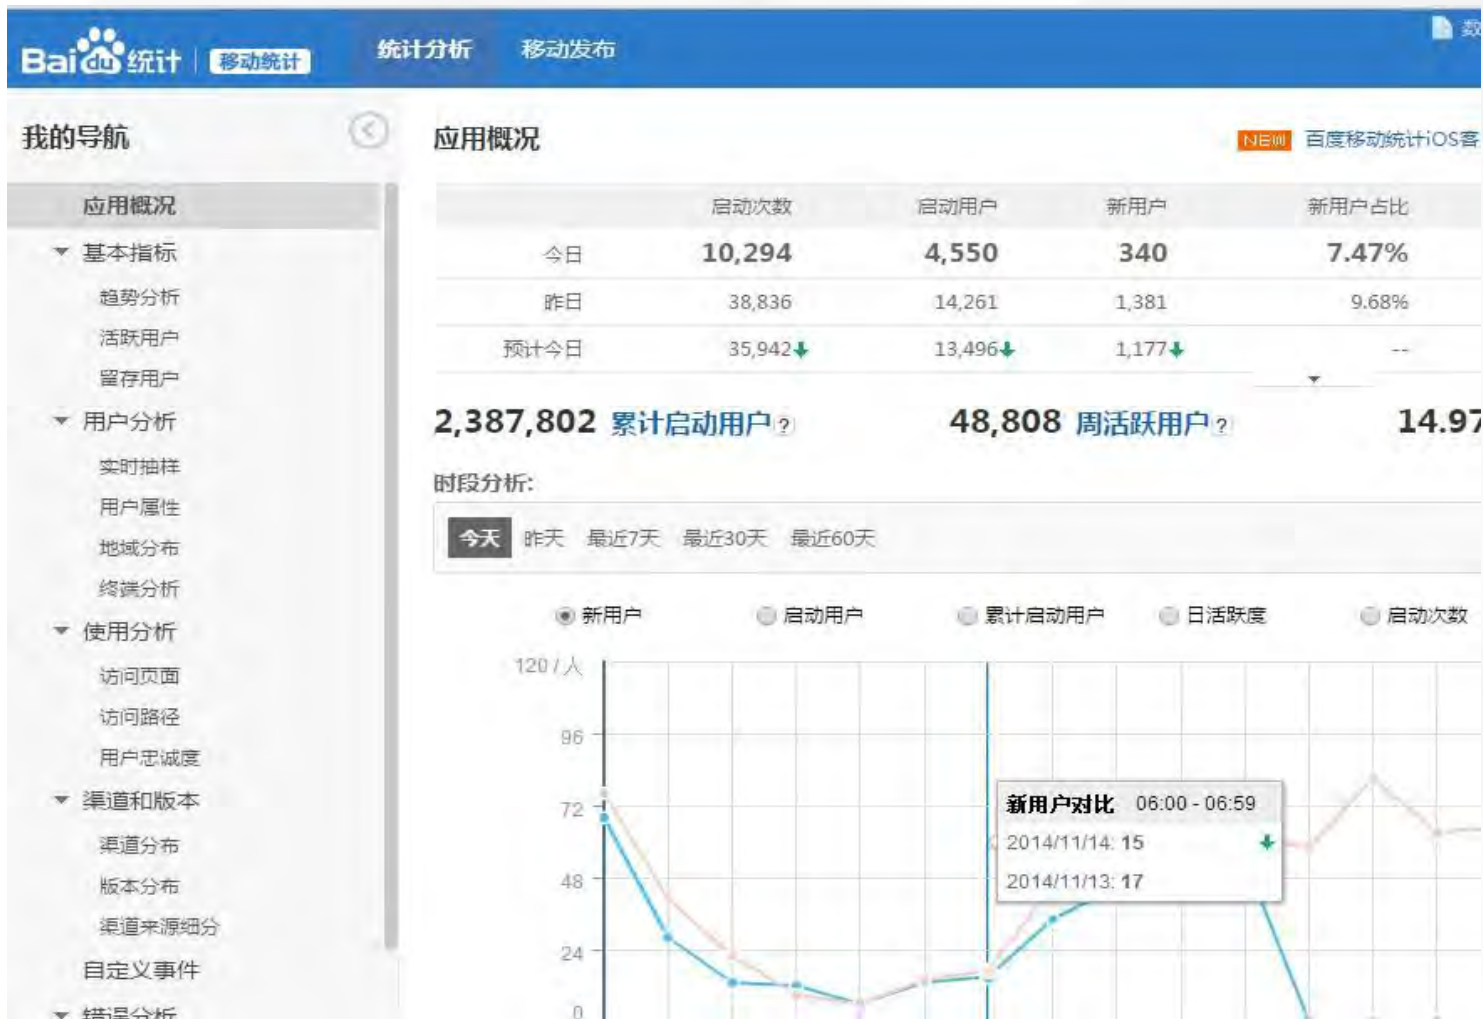 Bai du 统计 | 移动统计
统计分析 移动发布
我的导航
应用概况
基本指标
趋势分析
活跃用户
留存用户
用户分析
实时抽样
用户属性
地域分布
终端分析
使用分析
访问页面
访问路径
用户忠诚度
渠道和版本
渠道分布
版本分布
渠道来源细分
自定义事件
错误分析
应用概况
NEW 百度移动统计iOS客
启动次数 启动用户 新用户 新用户占比
今日 10,294 4,550 340 7.47%
昨日 38,836 14,261 1,381 9.68%
预计今日 35,942 13,496 1,177 --
2,387,802 累计启动用户 ? 48,808 周活跃用户 ? 14.97
时段分析:
今天 昨天 最近7天 最近30天 最近60天
新用户 启动用户 累计启动用户 日活跃度 启动次数
120 / 人
96
72
48
24
0
新用户对比 06:00 - 06:59
2014/11/14: 15
2014/11/13: 17